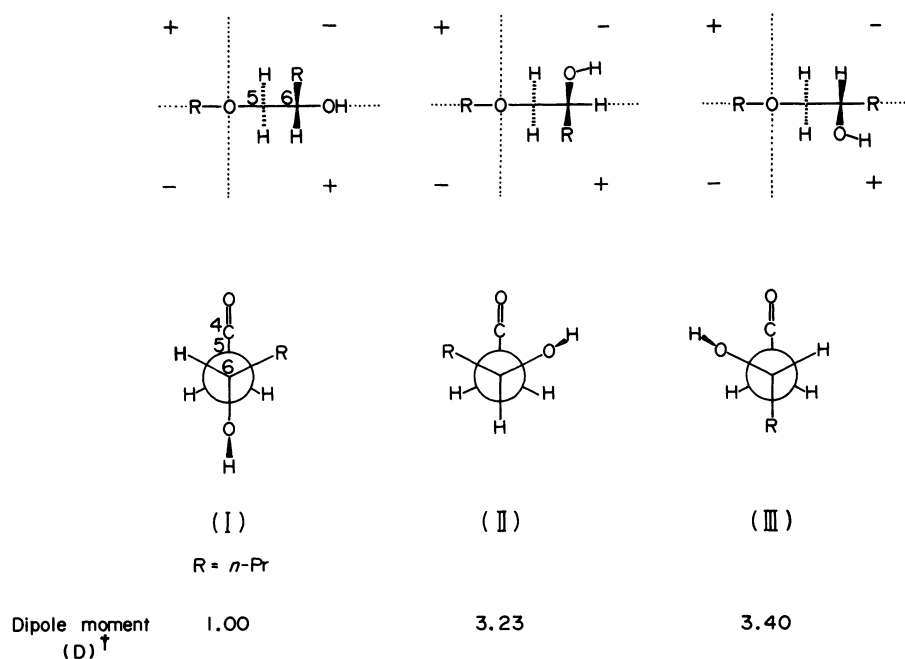 + − + − + −
H R H O H H H
R O 5 6 OH R O H R O R
H H H R H O H
− + − + − +
O O O
4 C C H C
5 H R R O H O H
6
H H H H H H
O H R
H
(I) (II) (III)
R = n-Pr
Dipole moment 1.00 3.23 3.40
(D)†